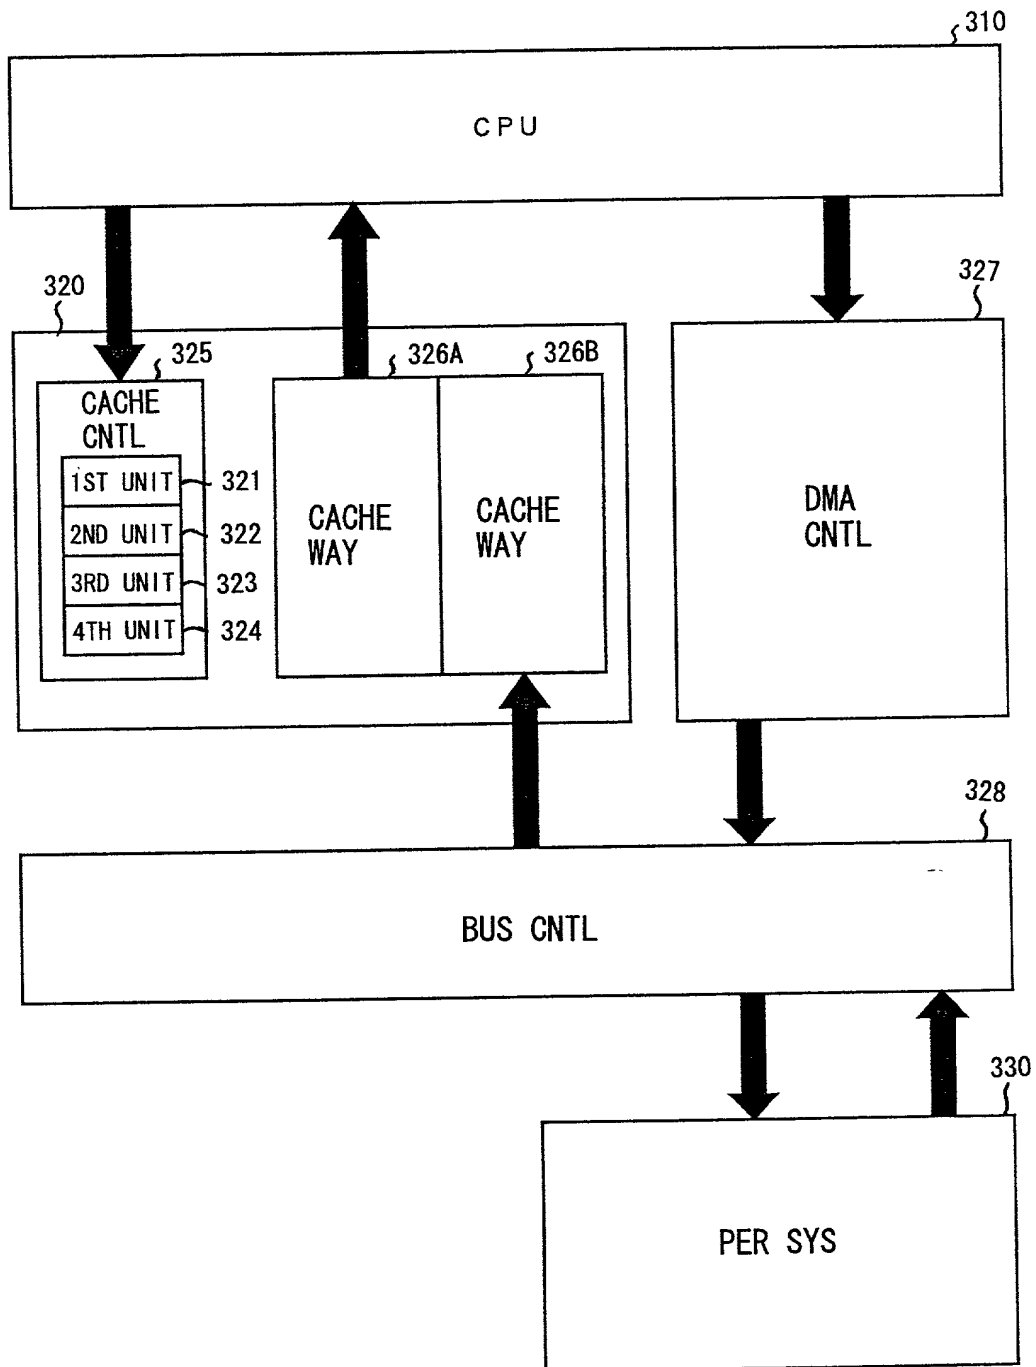 310
CPU
320
327
325
326A
326B
CACHE
CNTL
1ST UNIT
321
2ND UNIT
322
3RD UNIT
323
4TH UNIT
324
CACHE
WAY
CACHE
WAY
DMA
CNTL
328
BUS CNTL
330
PER SYS